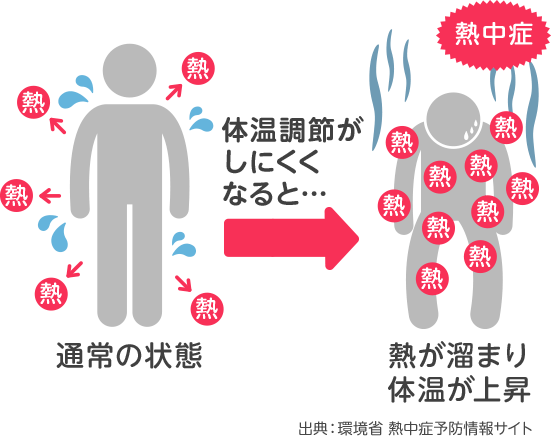 熱
熱
熱
熱
熱
通常の状態
体温調節が
しにくく
なると…
熱中症
熱
熱
熱
熱
熱
熱
熱
熱
熱
熱
熱が溜まり
体温が上昇
出典：環境省 熱中症予防情報サイト